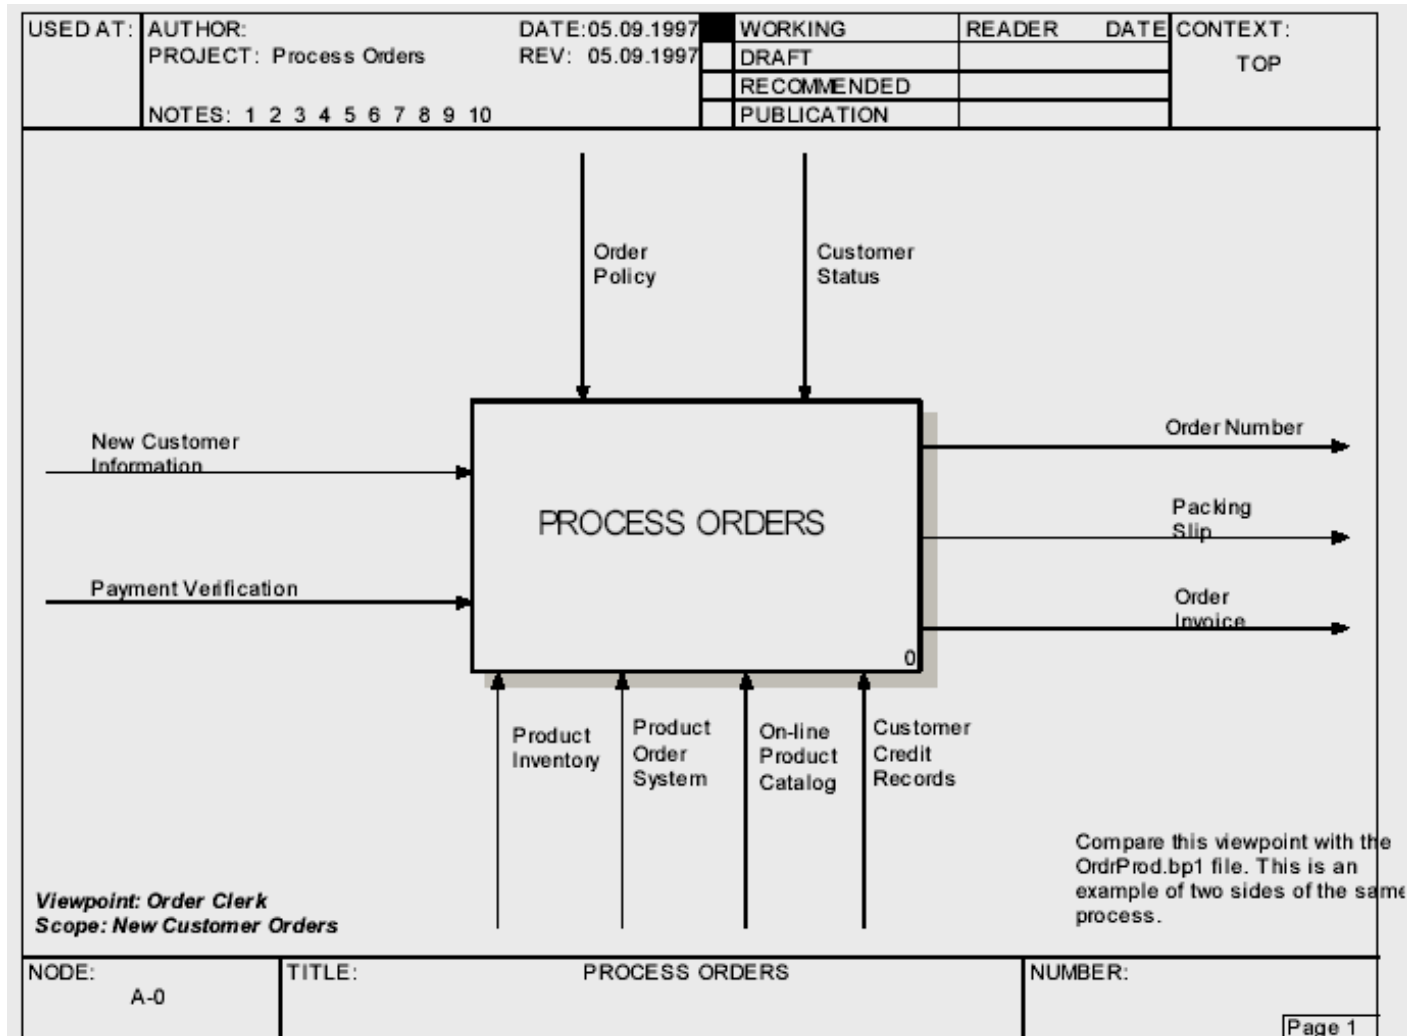 USED AT: AUTHOR: DATE:05.09.1997 WORKING READER DATE CONTEXT:
PROJECT: Process Orders REV: 05.09.1997 DRAFT TOP
RECOMMENDED
NOTES: 1 2 3 4 5 6 7 8 9 10 PUBLICATION
Order
Policy
Customer
Status
New Customer
Information
Order Number
PROCESS ORDERS
Packing
Slip
Payment Verification
Order
Invoice
0
Product
Inventory
Product
Order
System
On-line
Product
Catalog
Customer
Credit
Records
Compare this viewpoint with the
OrdrProd.bp1 file. This is an
example of two sides of the same
process.
Viewpoint: Order Clerk
Scope: New Customer Orders
NODE: TITLE: PROCESS ORDERS NUMBER:
A-0
Page 1